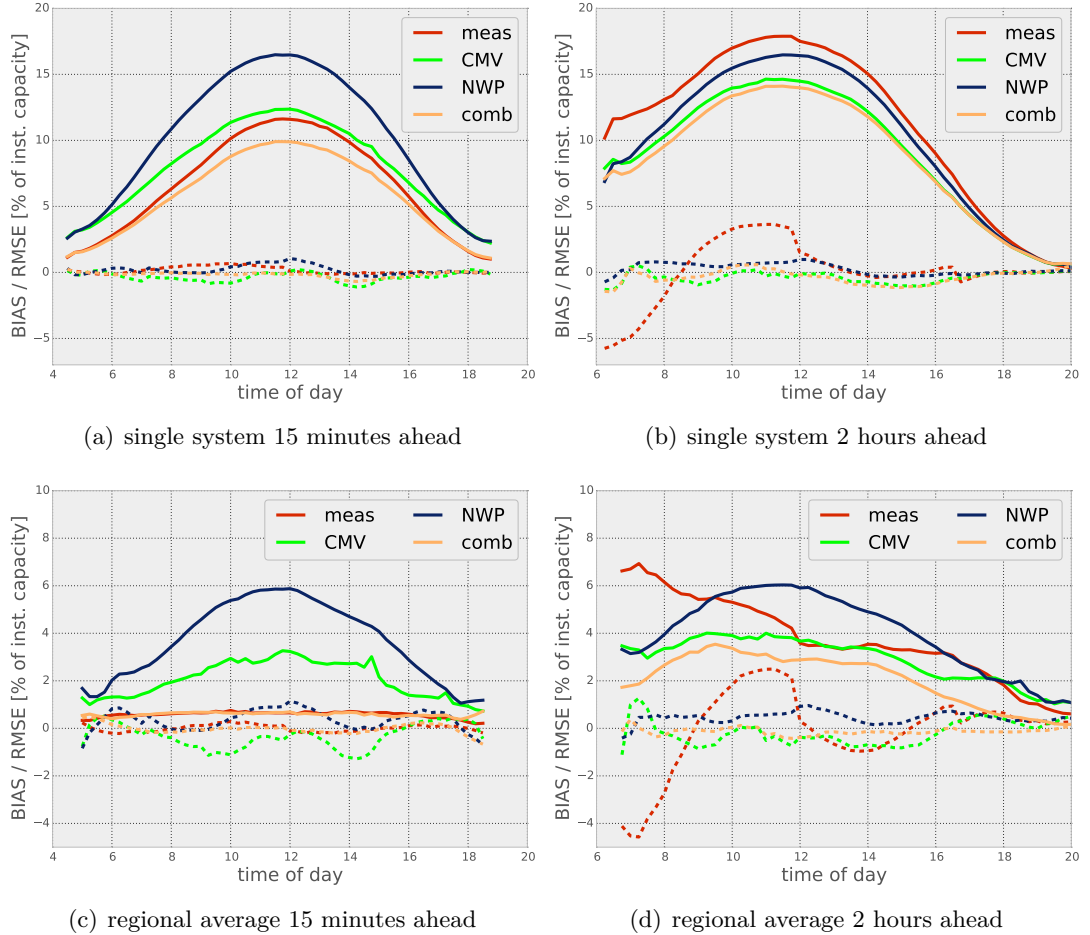 20
15
10
5
0
−5
BIAS / RMSE [% of inst. capacity]
meas
CMV
NWP
comb
4 6 8 10 12 14 16 18 20
time of day
(a) single system 15 minutes ahead
20
15
10
5
0
−5
BIAS / RMSE [% of inst. capacity]
meas
CMV
NWP
comb
6 8 10 12 14 16 18 20
time of day
(b) single system 2 hours ahead
10
8
6
4
2
0
−2
−4
BIAS / RMSE [% of inst. capacity]
meas NWP
CMV comb
4 6 8 10 12 14 16 18 20
time of day
(c) regional average 15 minutes ahead
10
8
6
4
2
0
−2
−4
BIAS / RMSE [% of inst. capacity]
meas NWP
CMV comb
6 8 10 12 14 16 18 20
time of day
(d) regional average 2 hours ahead